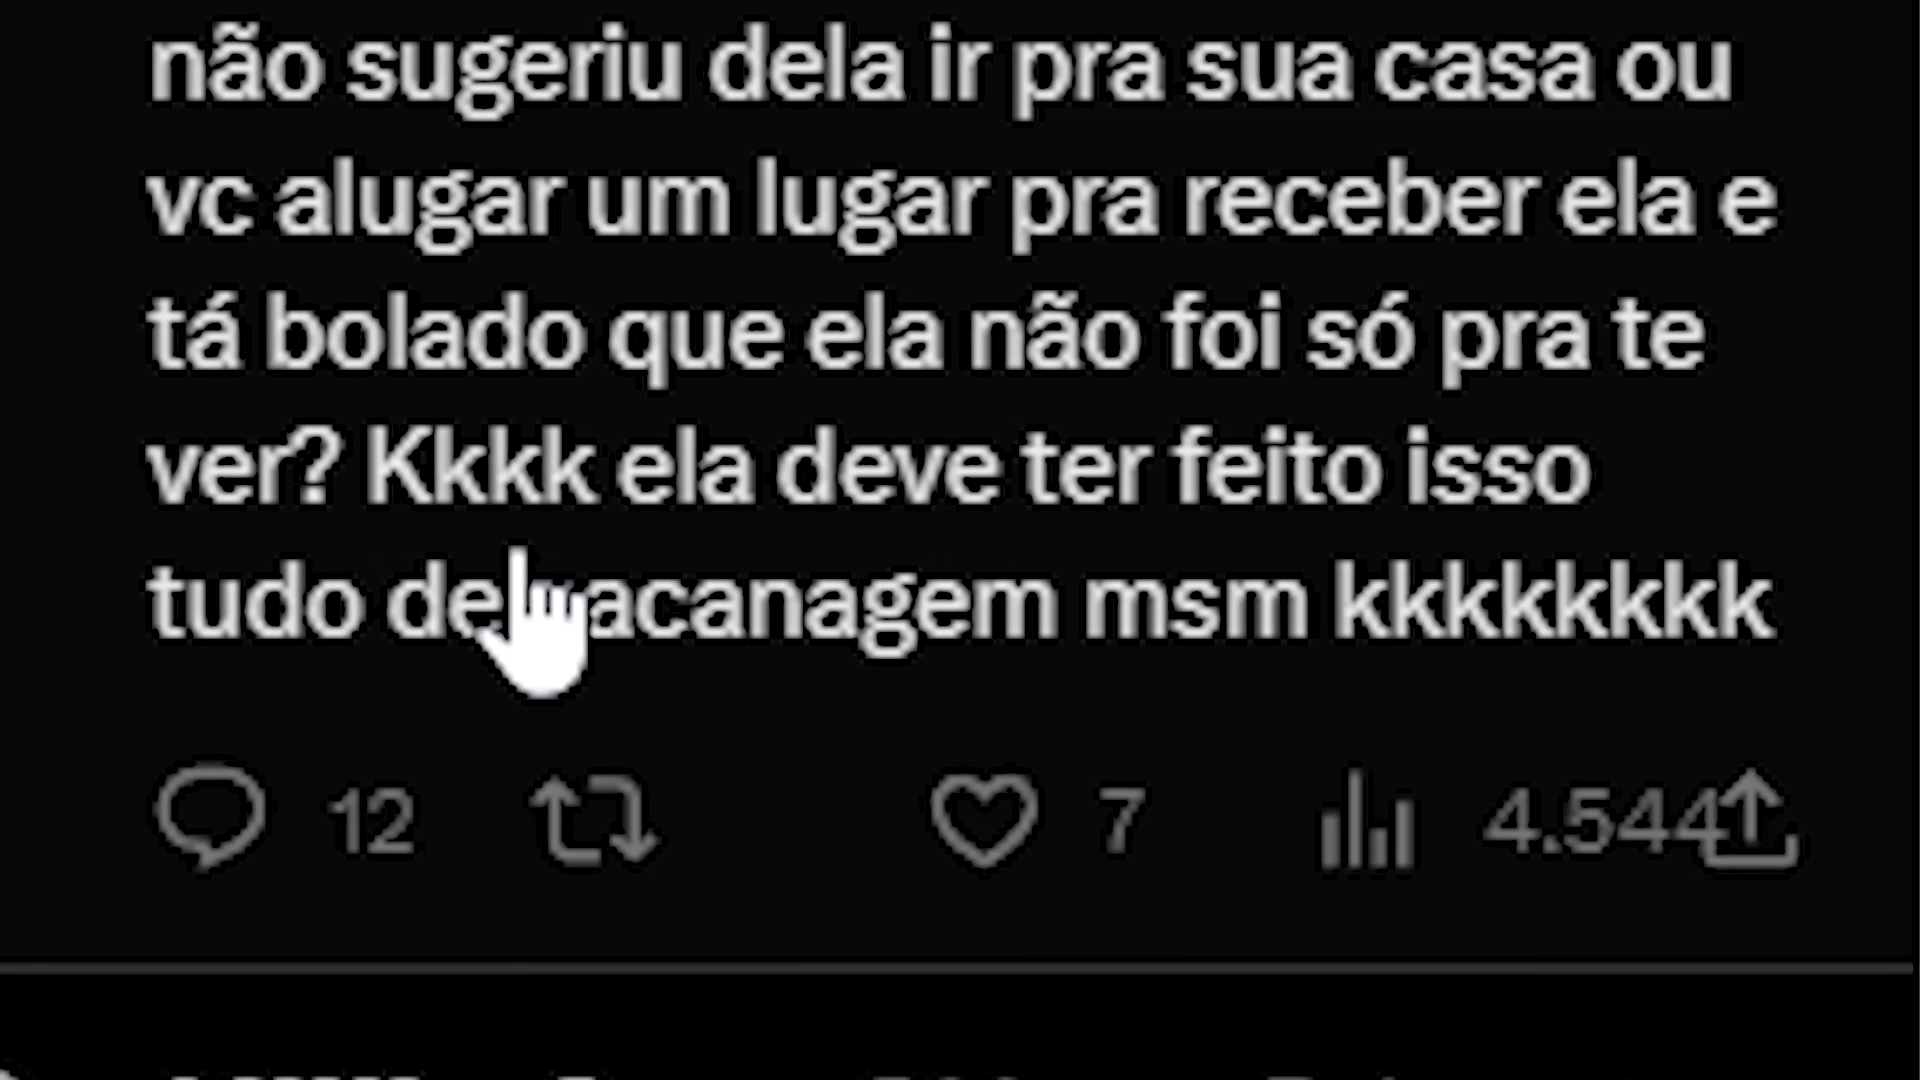 não sugeriu dela ir pra sua casa ou
vc alugar um lugar pra receber ela e
tá bolado que ela não foi só pra te
ver? Kkkk ela deve ter feito isso
tudo de acanagem msm kkkkkkkk
12 7 4.544